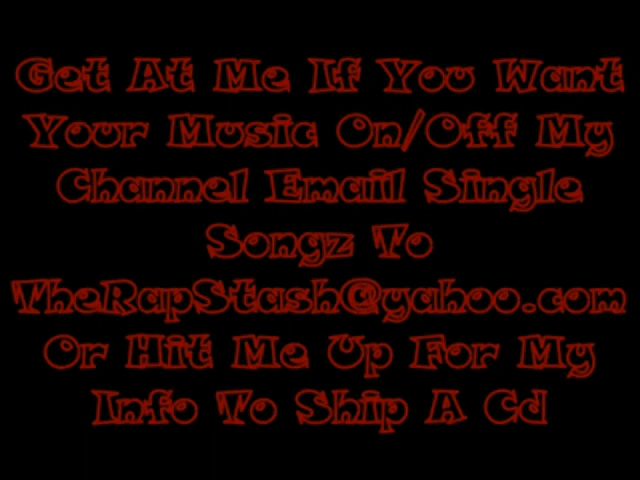 Get At Me If You Want
Your Music On/Off My
Channel Email Single
Songz To
TheRapStash@yahoo.com
Or Hit Me Up For My
Info To Ship A Cd